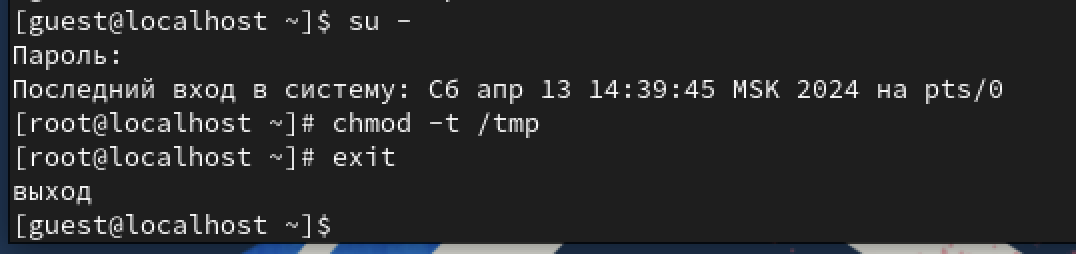 [guest@localhost ~]$ su -
Пароль:
Последний вход в систему: Сб апр 13 14:39:45 MSK 2024 на pts/0
[root@localhost ~]# chmod -t /tmp
[root@localhost ~]# exit
выход
[guest@localhost ~]$